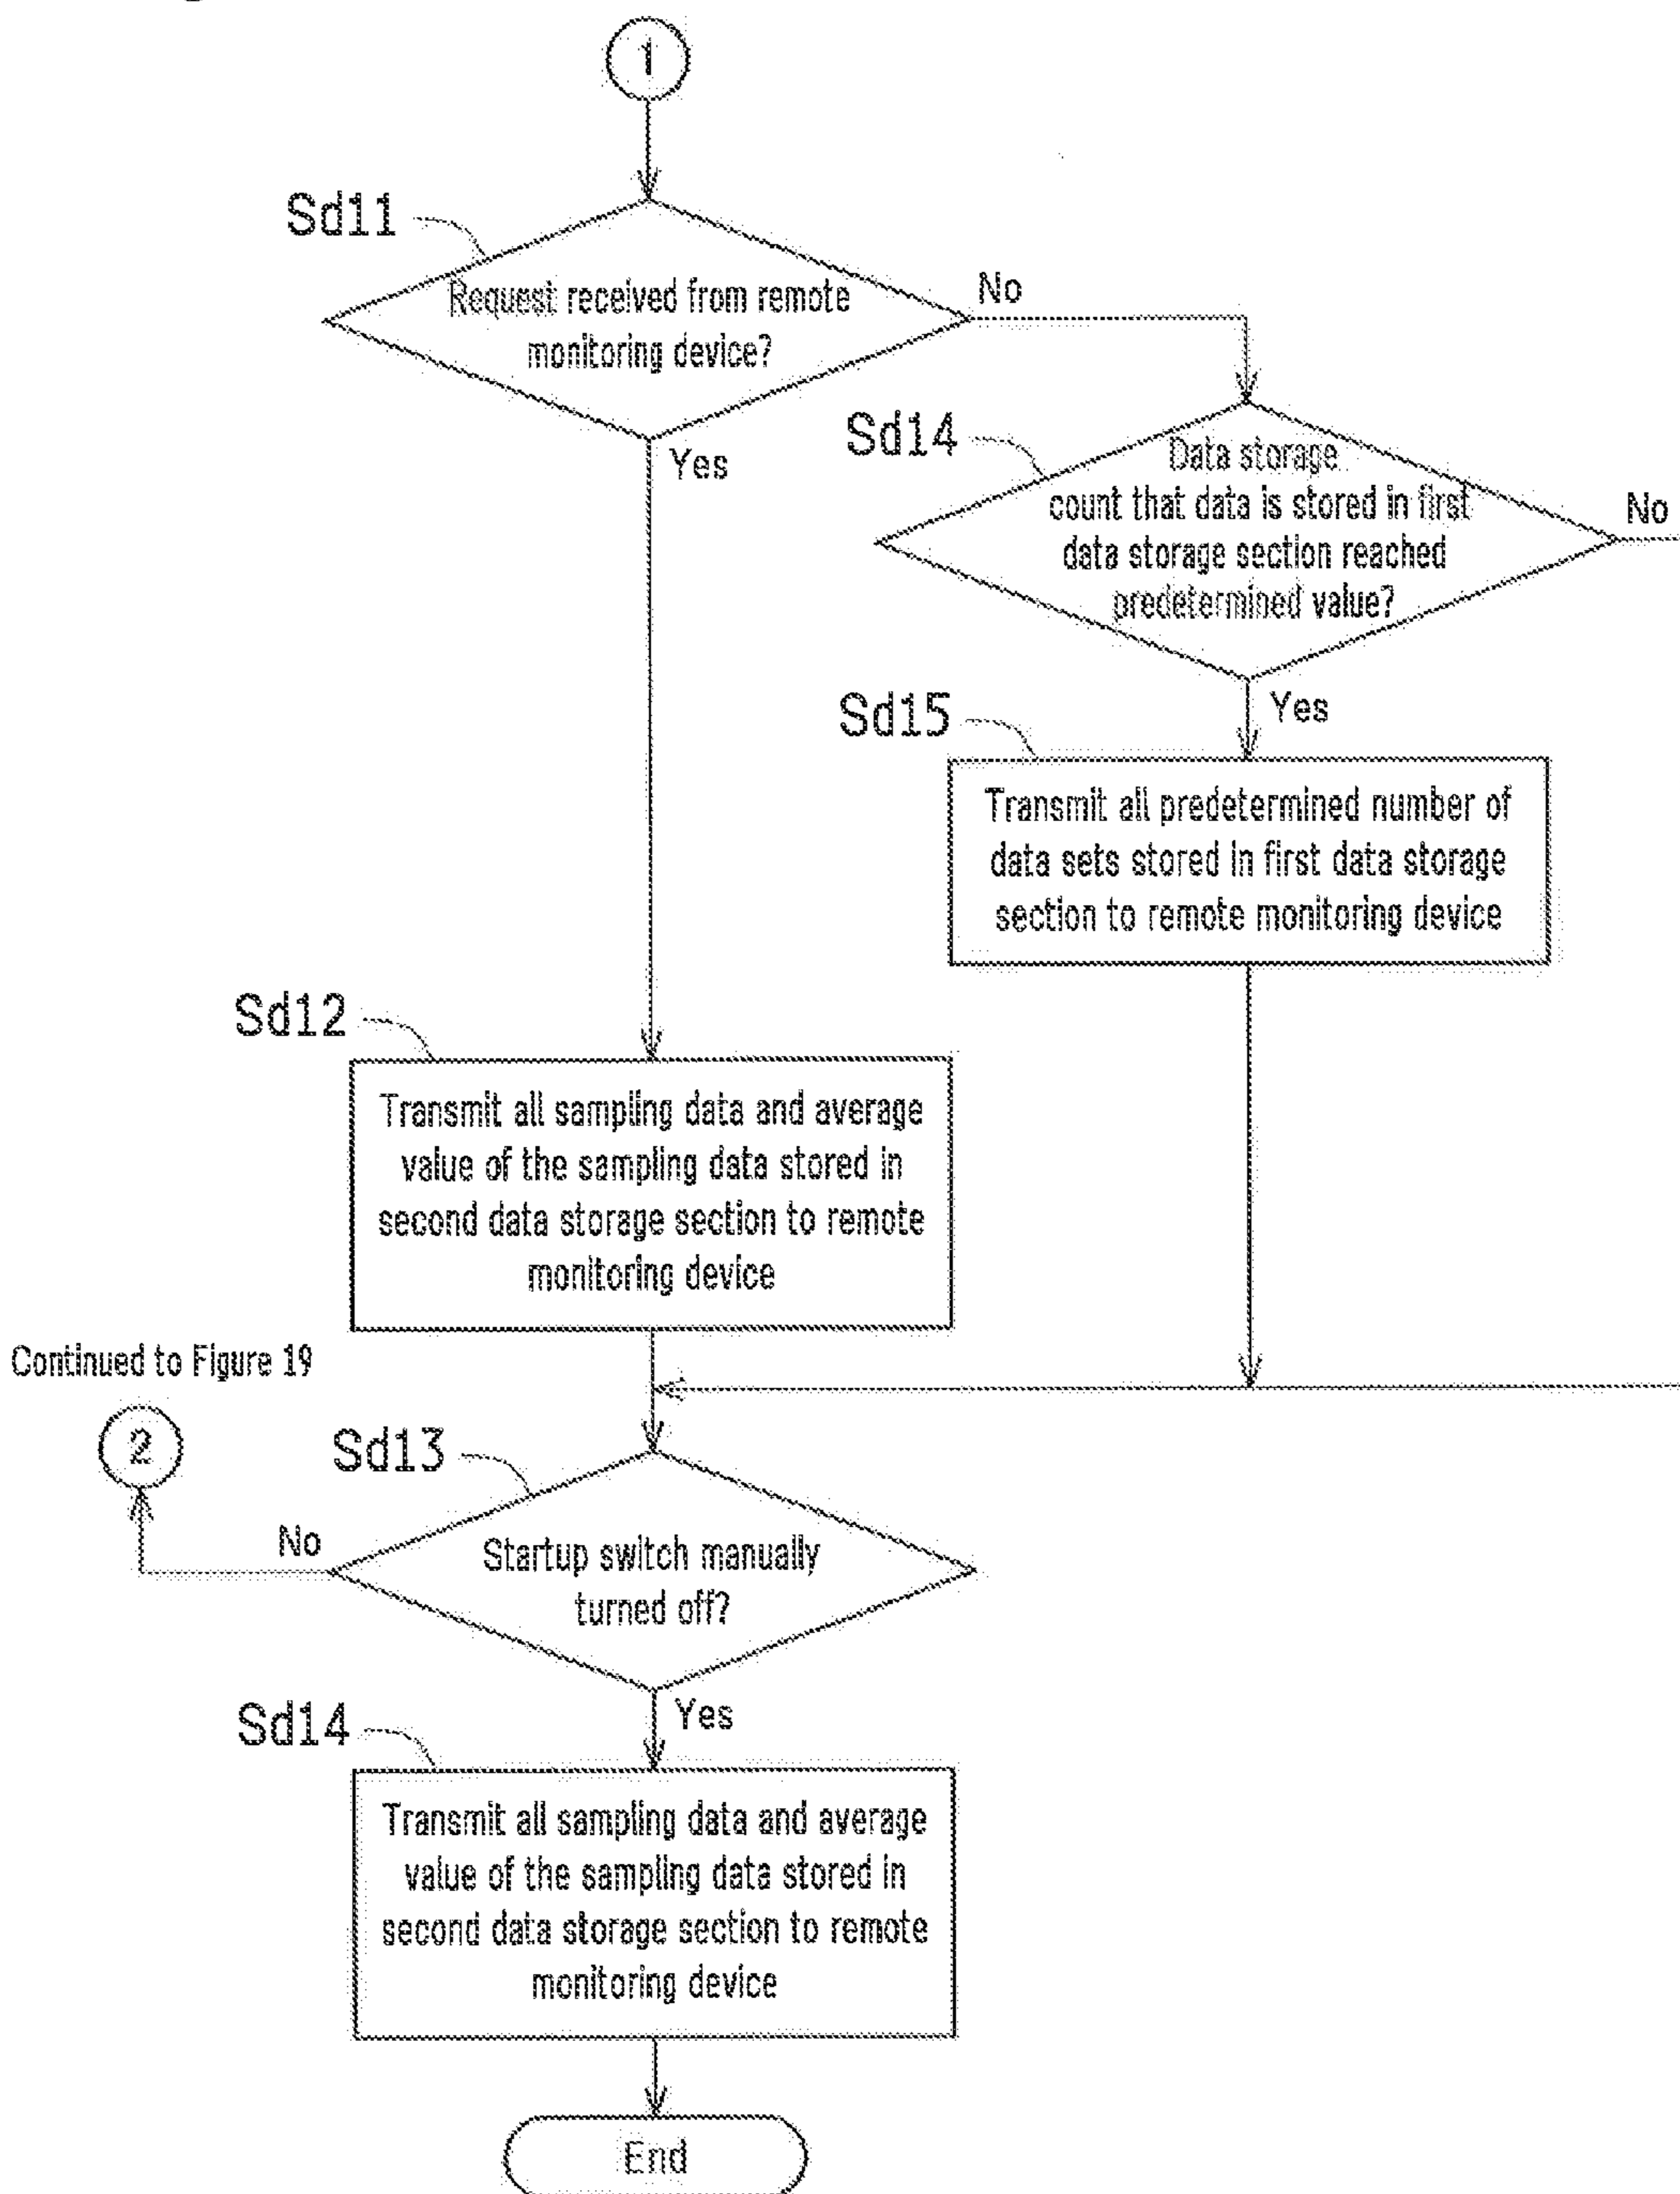 1
Sd11
Request received from remote
monitoring device?
No
Yes
Sd14
Data storage
count that data is stored in first
data storage section reached
predetermined value?
No
Yes
Sd15
Transmit all predetermined number of
data sets stored in first data storage
section to remote monitoring device
Sd12
Transmit all sampling data and average
value of the sampling data stored in
second data storage section to remote
monitoring device
Continued to Figure 19
2
Sd13
No
Startup switch manually
turned off?
Yes
Sd14
Transmit all sampling data and average
value of the sampling data stored in
second data storage section to remote
monitoring device
End